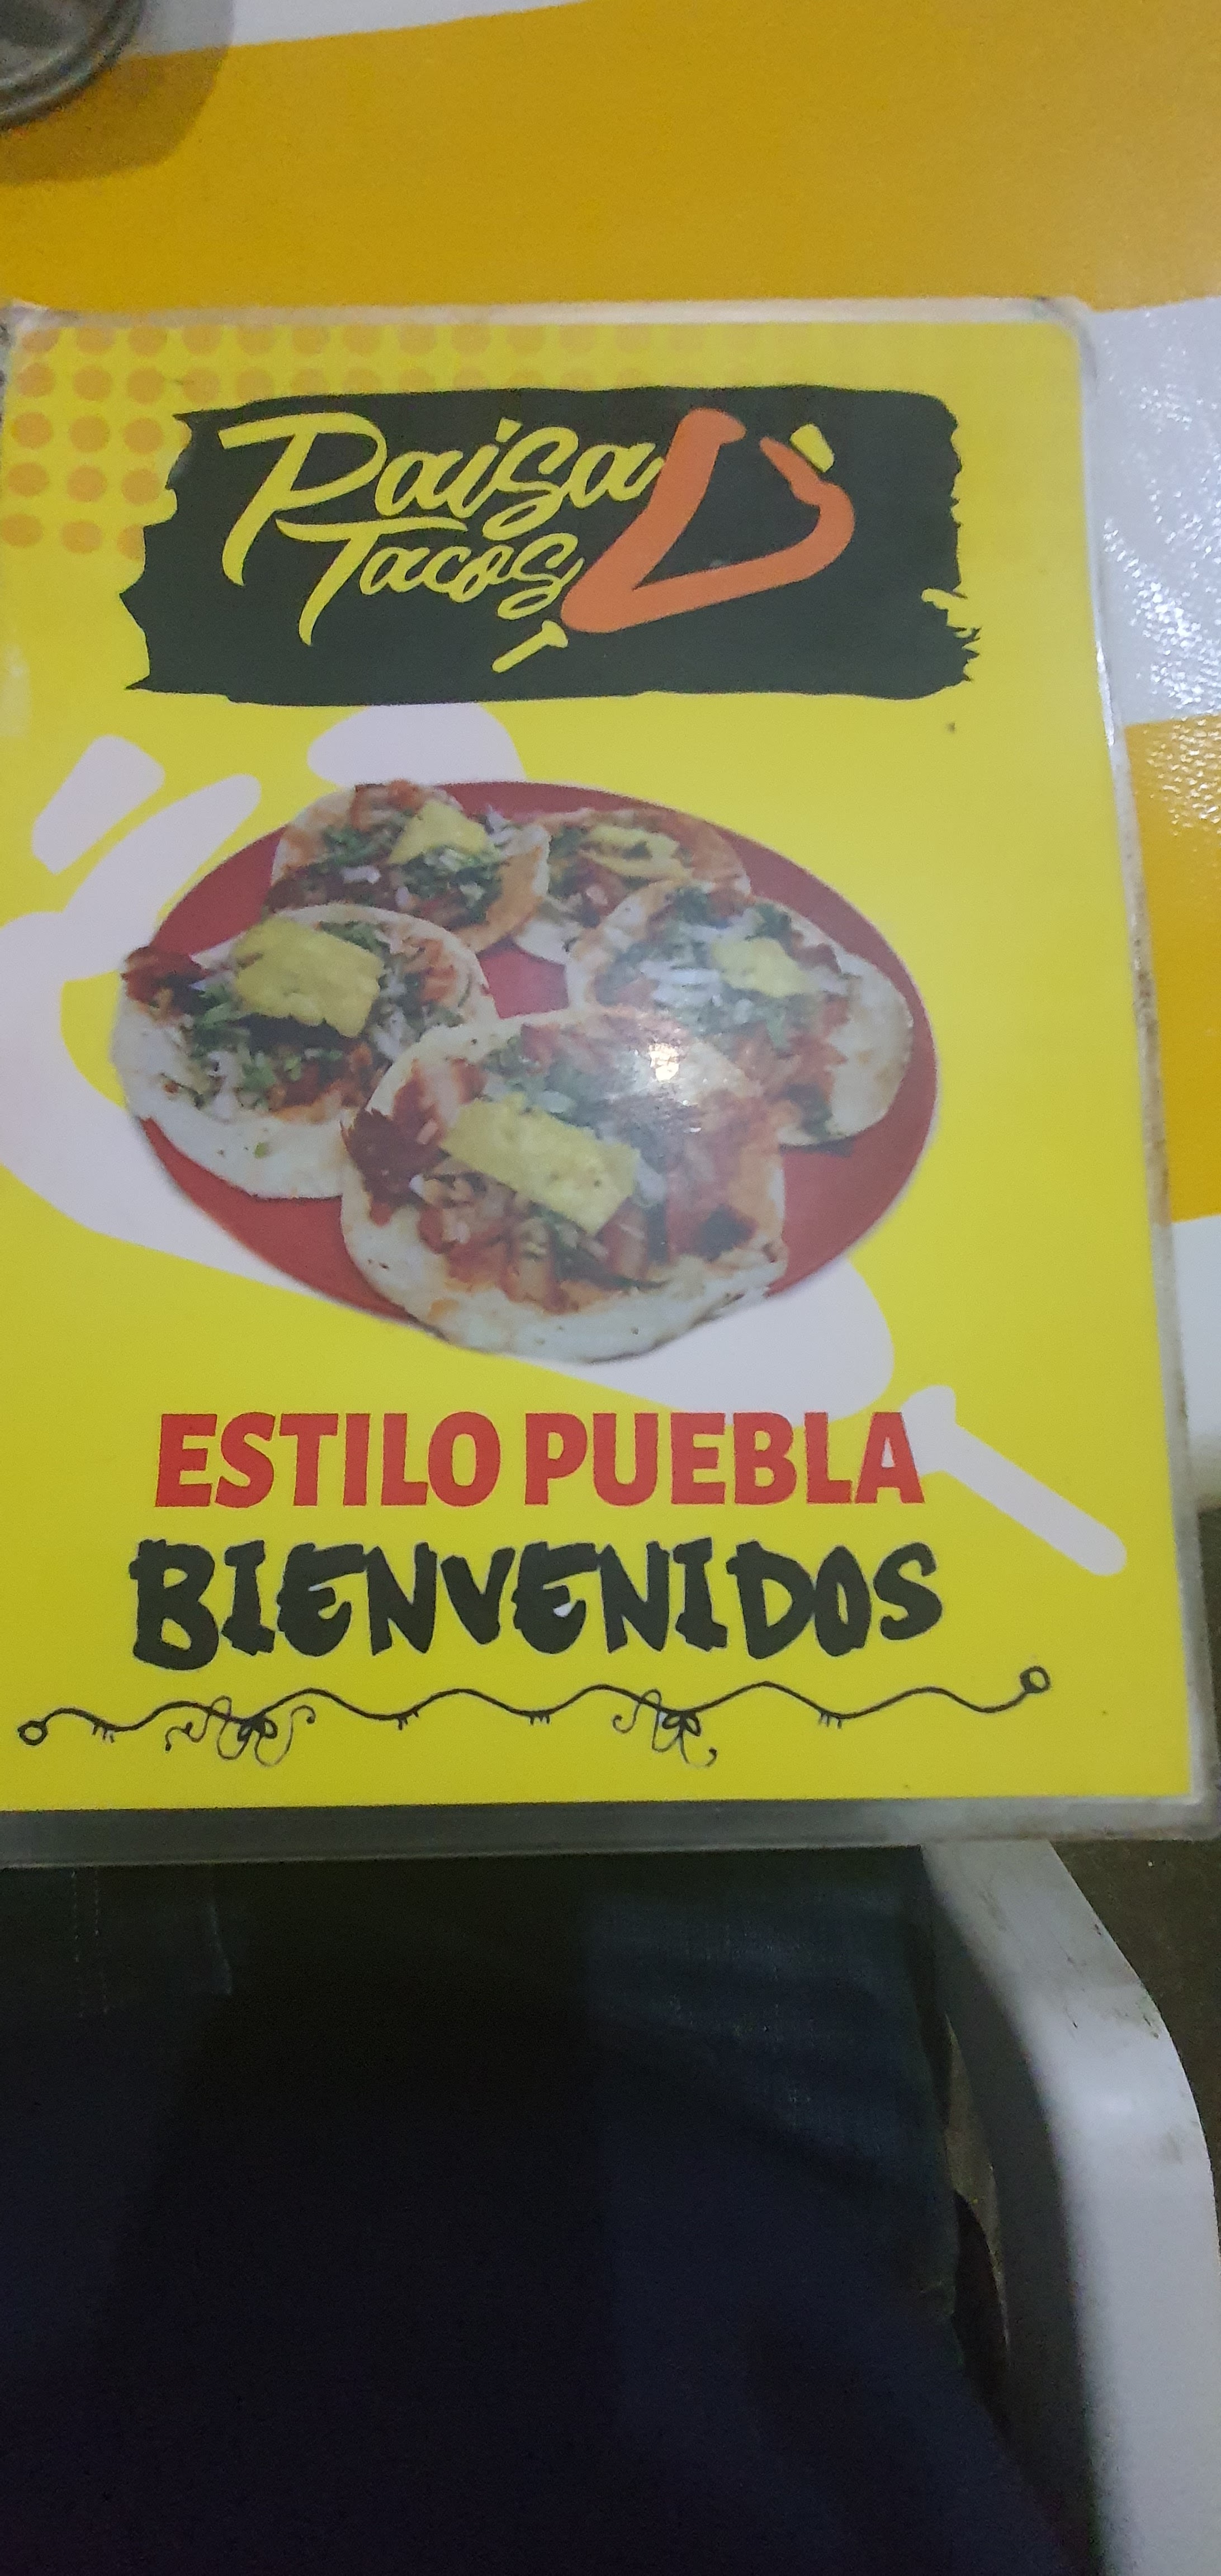 Paisa
Tacos
ESTILO PUEBLA
BIENVENIDOS